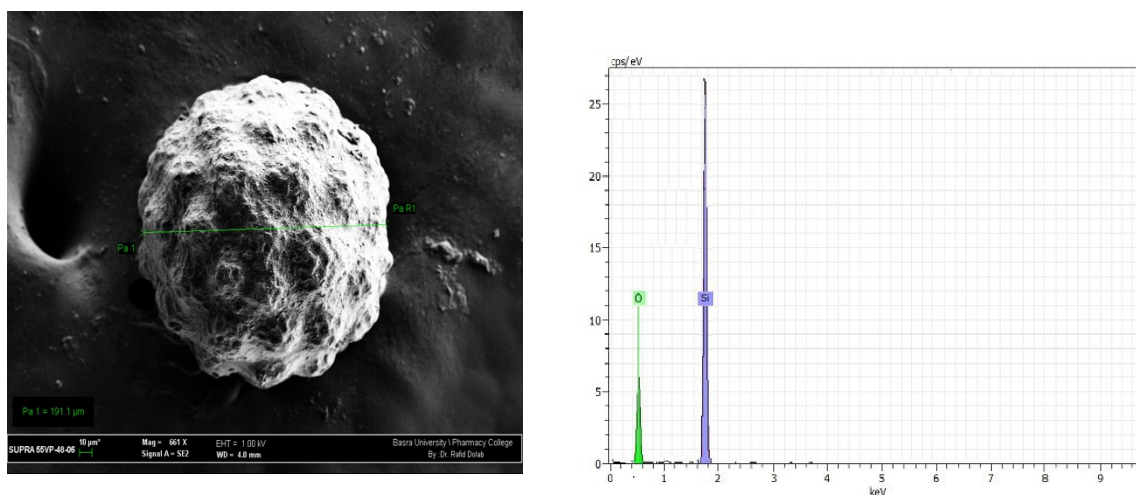 Pa R1
Pa 1
Pa 1 = 191.1 µm
SUPRA 55VP-48-06
10 µm*
Mag = 661 X
Signal A = SE2
EHT = 1.00 kV
WD = 4.0 mm
Basra University \ Pharmacy College
By :Dr. Rafid Dolab
cps/eV
25
20
15
10
5
0
O
Si
0 1 2 3 4 5 6 7 8 9
keV